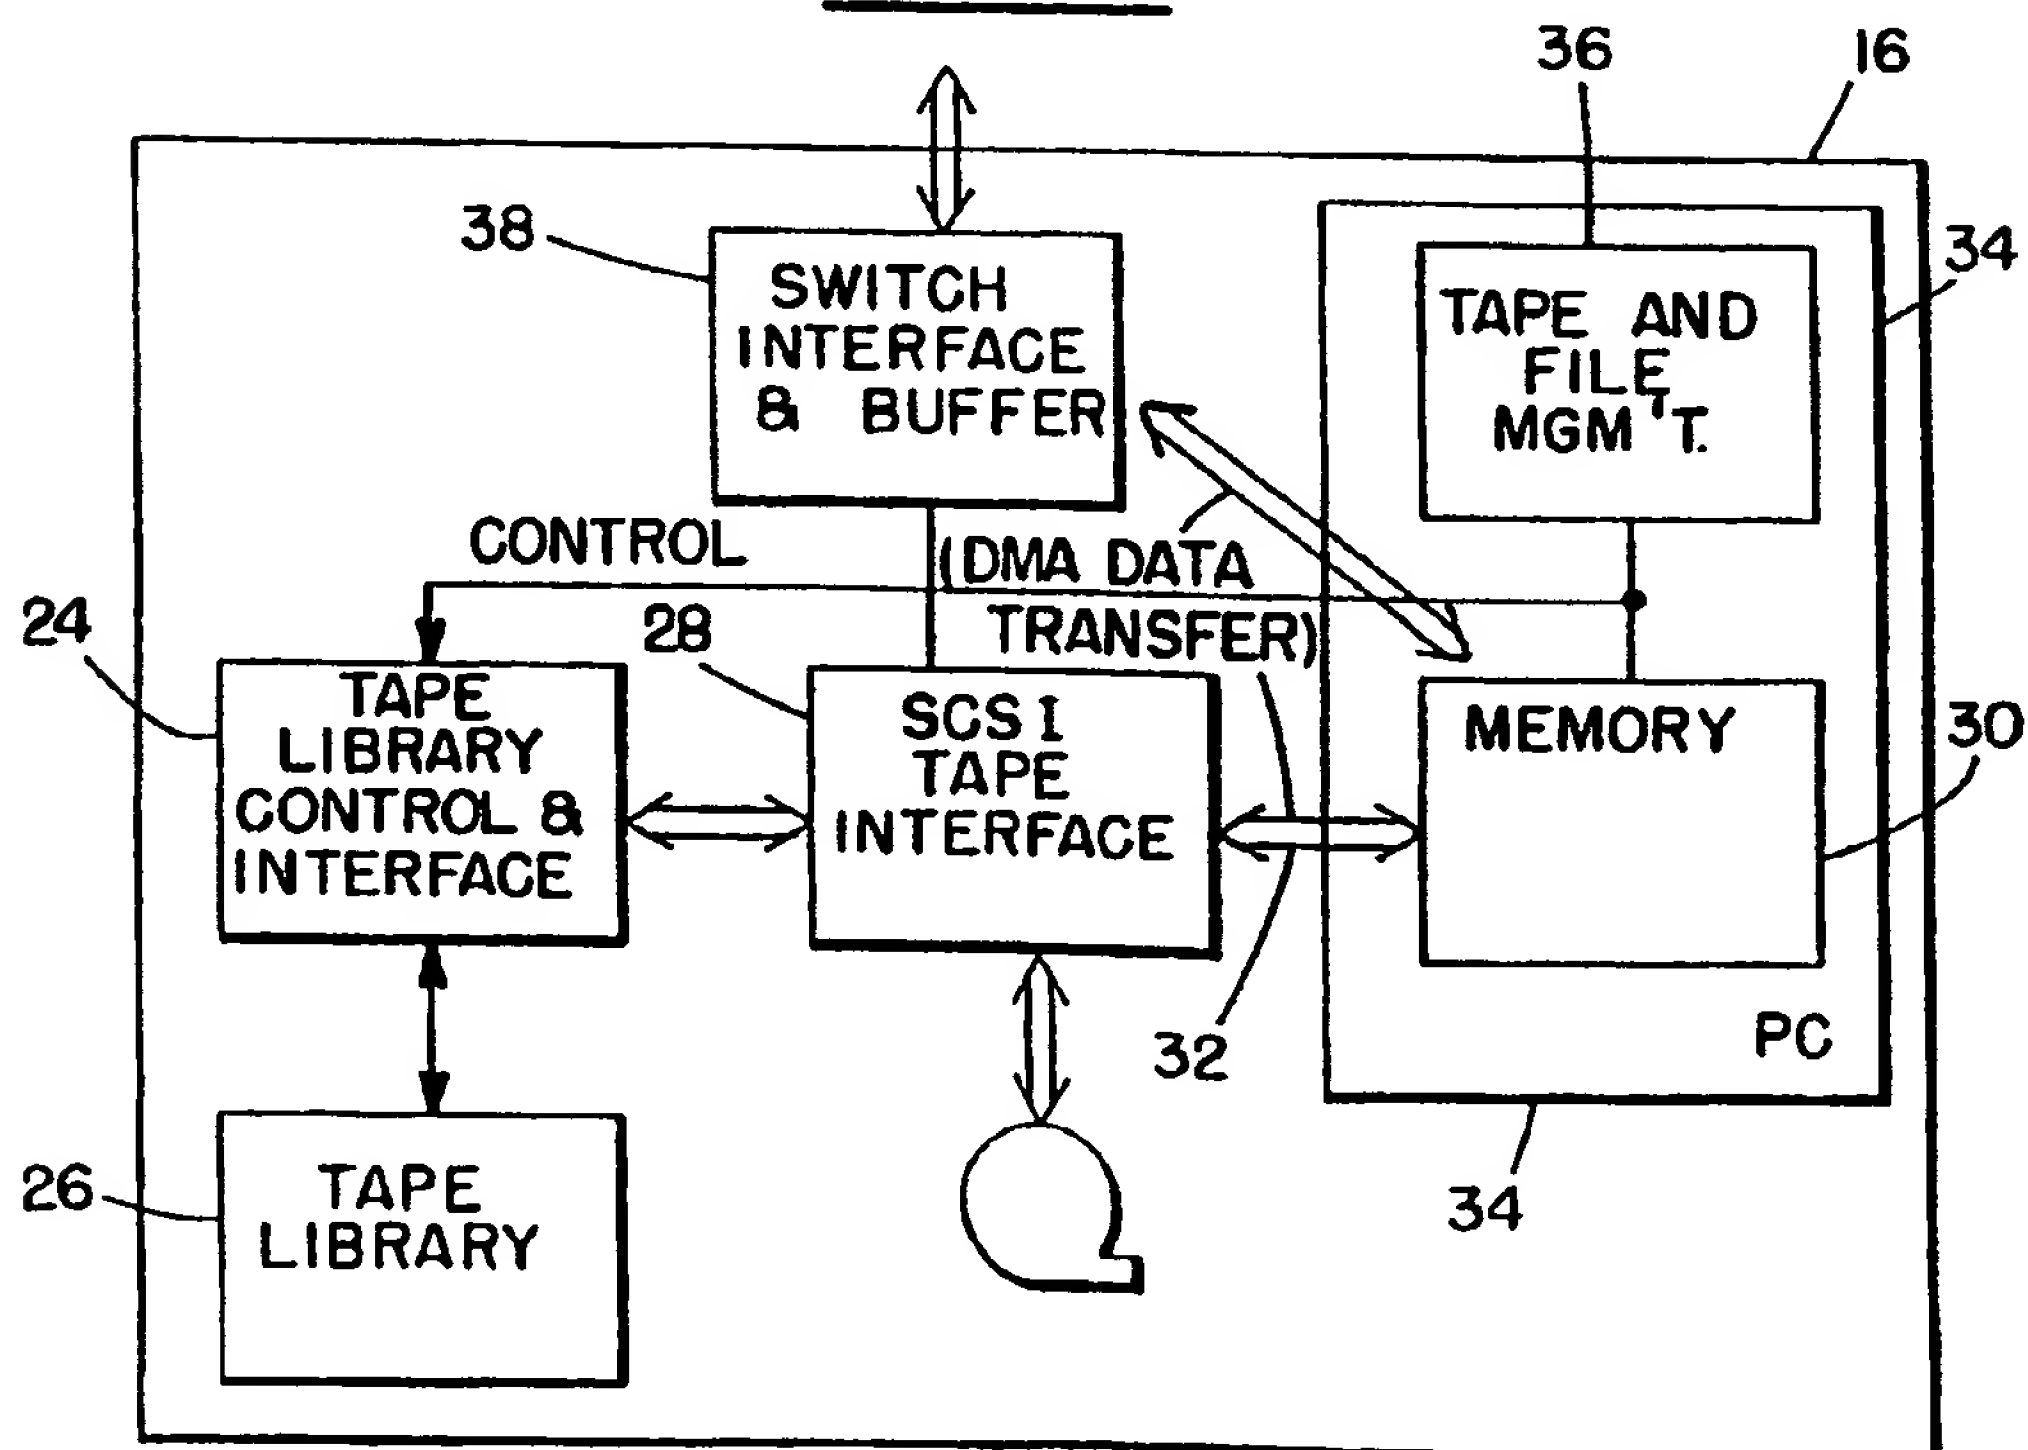 36
16
38
SWITCH
INTERFACE
& BUFFER
34
TAPE AND
FILE
MGM'T.
CONTROL
(DMA DATA
TRANSFER)
24
28
TAPE
LIBRARY
CONTROL &
INTERFACE
SCSI
TAPE
INTERFACE
MEMORY
30
32
PC
34
26
TAPE
LIBRARY